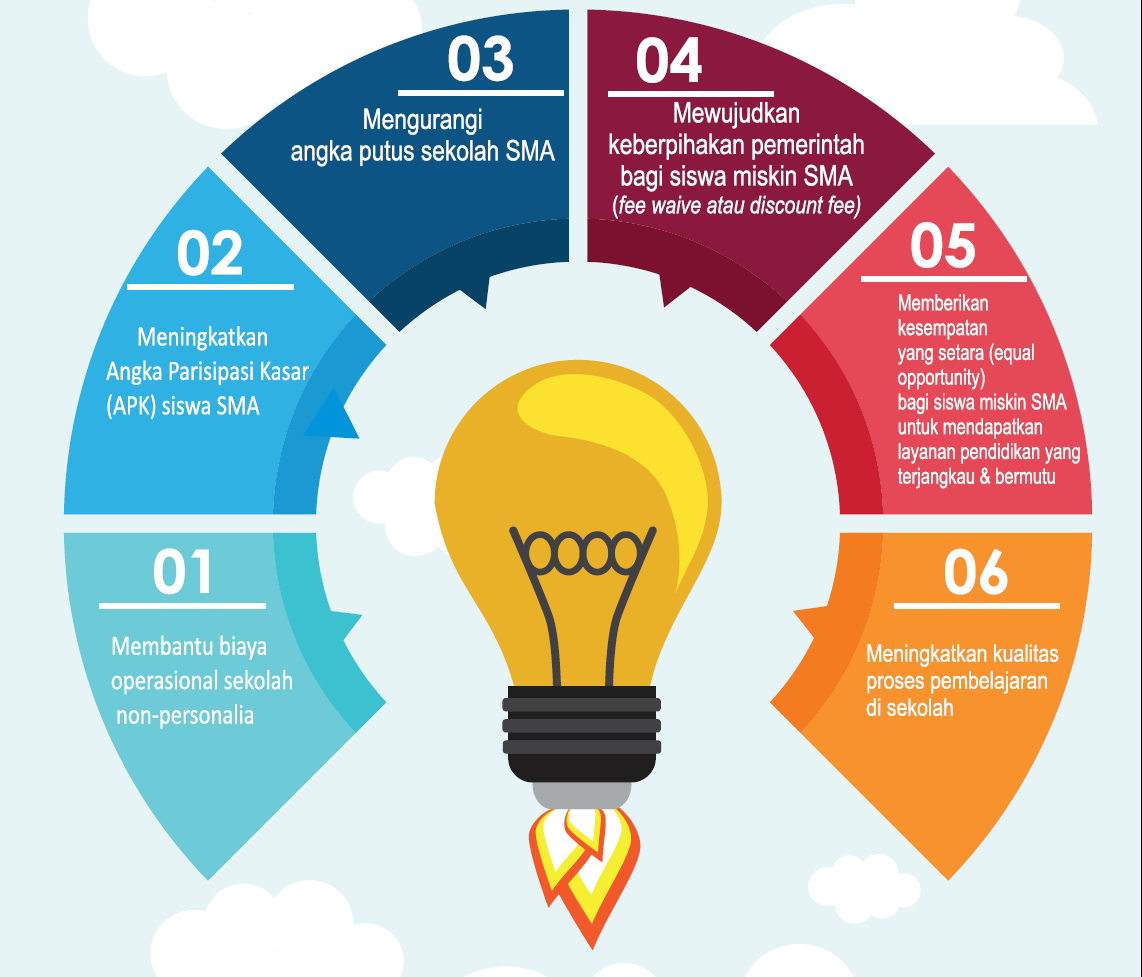 01
Membantu biaya
operasional sekolah
non-personalia
02
Meningkatkan
Angka Parisipasi Kasar
(APK) siswa SMA
03
Mengurangi
angka putus sekolah SMA
04
Mewujudkan
keberpihakan pemerintah
bagi siswa miskin SMA
(fee waive atau discount fee)
05
Memberikan
kesempatan
yang setara (equal
opportunity)
bagi siswa miskin SMA
untuk mendapatkan
layanan pendidikan yang
terjangkau & bermutu
06
Meningkatkan kualitas
proses pembelajaran
di sekolah